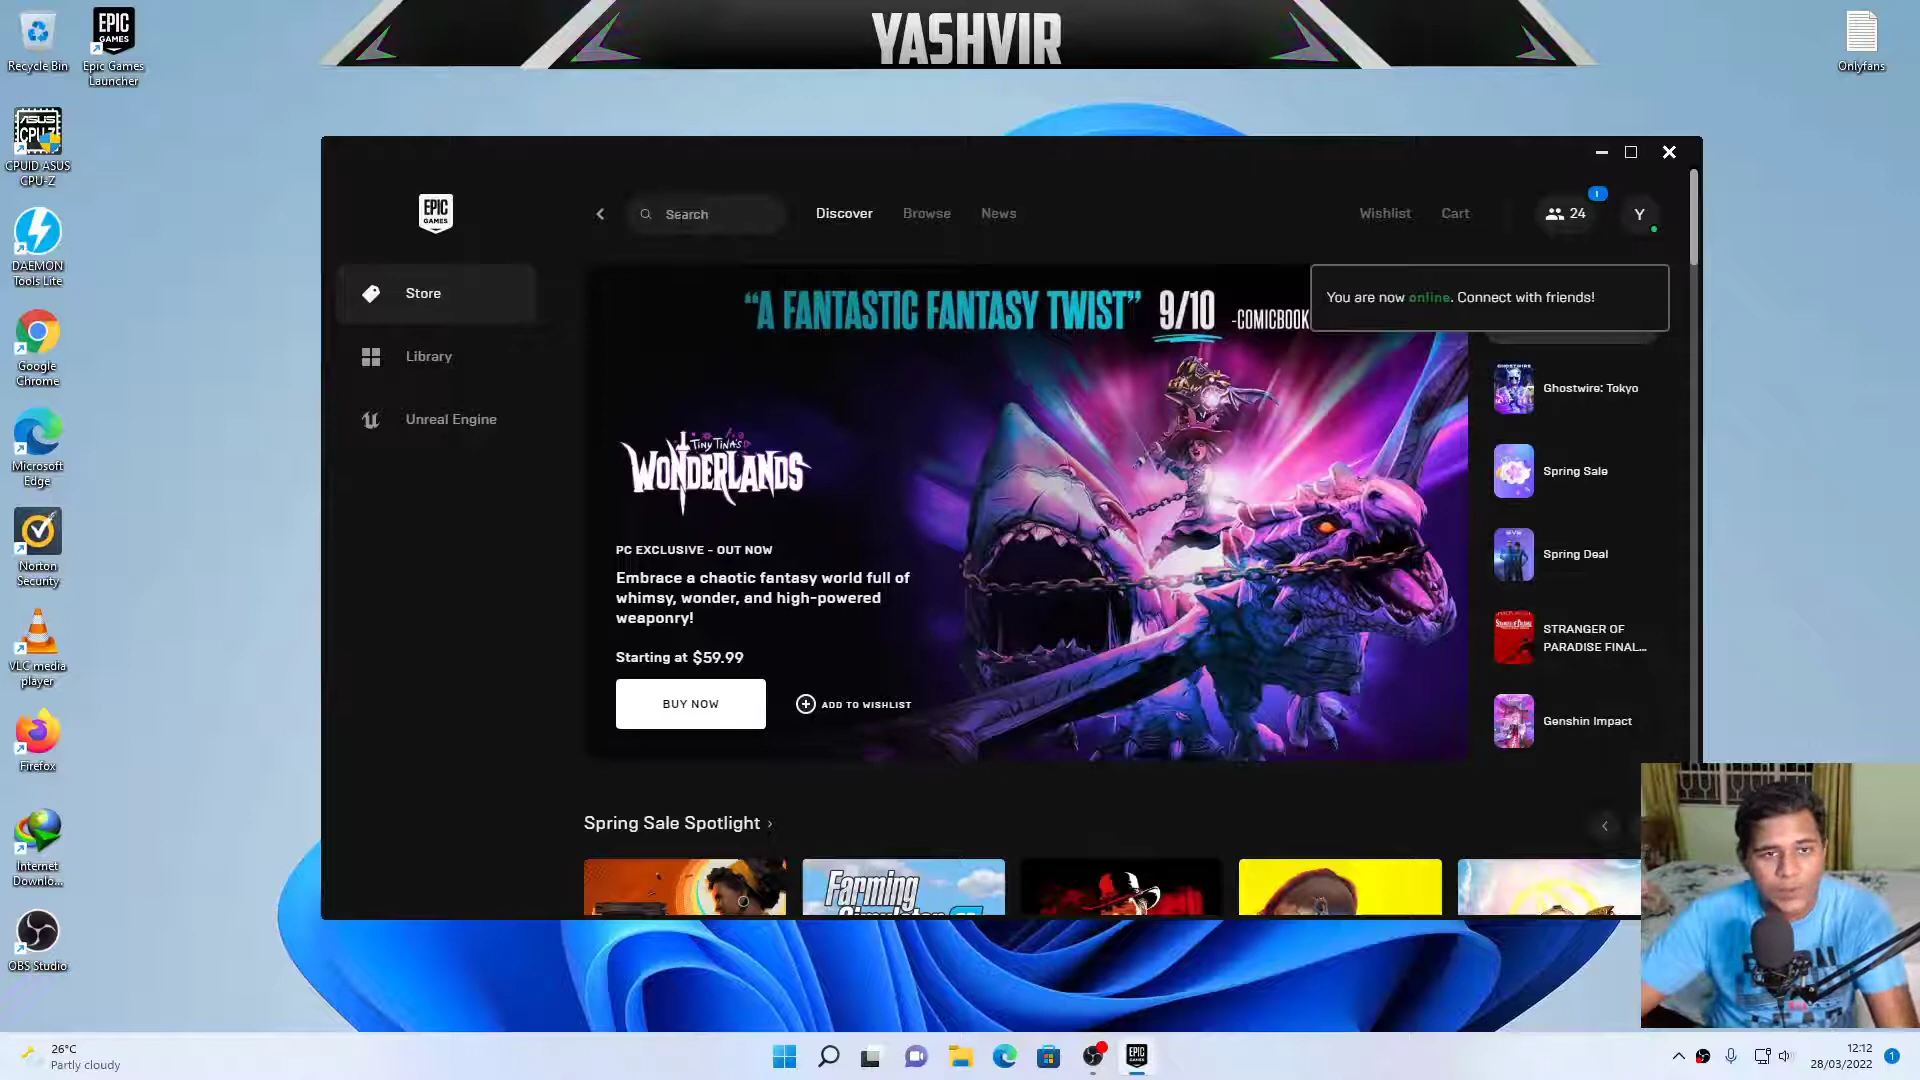 YASHVIR
Recycle Bin
Epic Games
Launcher
CPUID ASUS
CPU-Z
DAEMON
Tools Lite
Google
Chrome
Microsoft
Edge
Norton
Security
VLC media
player
Firefox
Internet
Downlo...
OBS Studio
Onlyfans
EPIC
GAMES
Search
Discover
Browse
News
Wishlist
Cart
24
Y
Store
Library
Unreal Engine
You are now online. Connect with friends!
"A FANTASTIC FANTASY TWIST" 9/10 -COMICBOOK
TINY TINA'S
WONDERLANDS
PC EXCLUSIVE - OUT NOW
Embrace a chaotic fantasy world full of
whimsy, wonder, and high-powered
weaponry!
Starting at $59.99
BUY NOW
ADD TO WISHLIST
Ghostwire: Tokyo
Spring Sale
Spring Deal
STRANGER OF
PARADISE FINAL...
Genshin Impact
Spring Sale Spotlight
Farming
26°C
Partly cloudy
12:12
28/03/2022
1